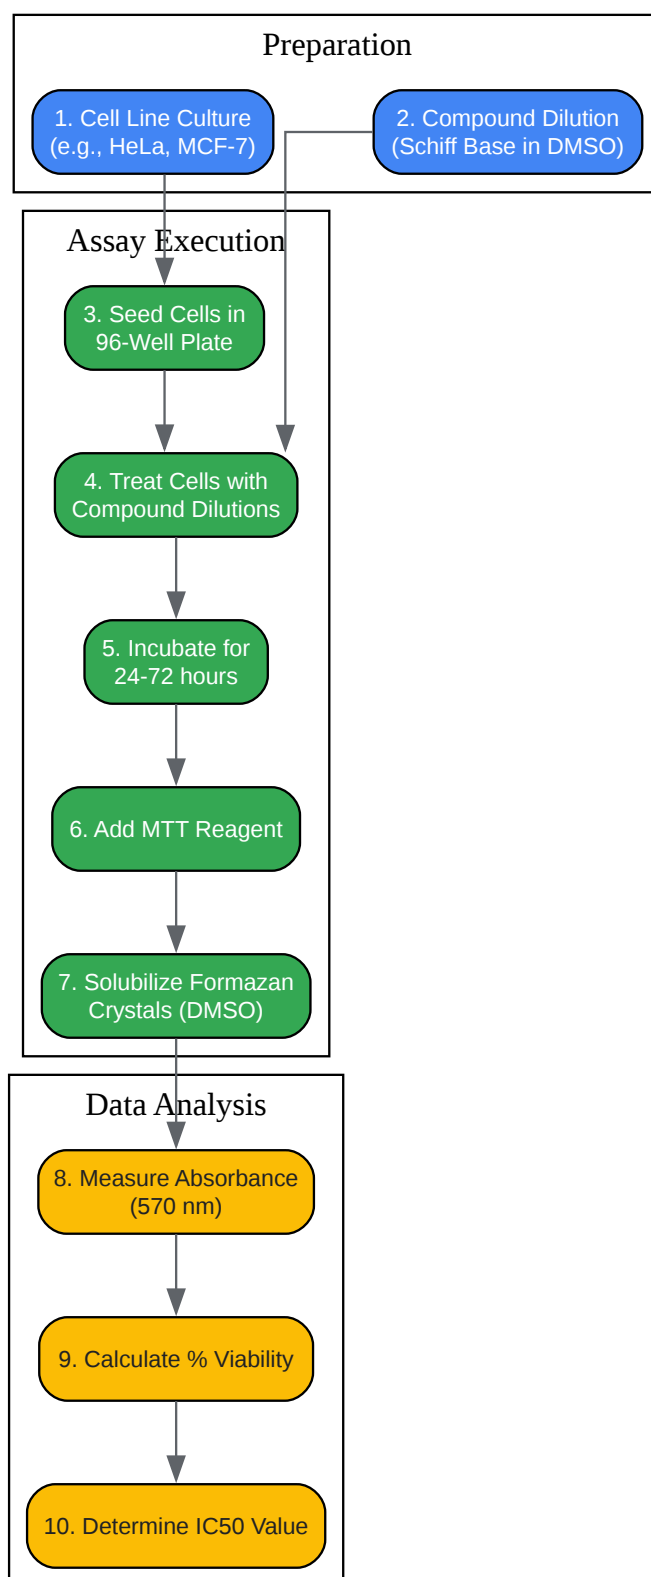 Preparation
1. Cell Line Culture
(e.g., HeLa, MCF-7)
2. Compound Dilution
(Schiff Base in DMSO)
Assay Execution
3. Seed Cells in
96-Well Plate
4. Treat Cells with
Compound Dilutions
5. Incubate for
24-72 hours
6. Add MTT Reagent
7. Solubilize Formazan
Crystals (DMSO)
Data Analysis
8. Measure Absorbance
(570 nm)
9. Calculate % Viability
10. Determine IC50 Value